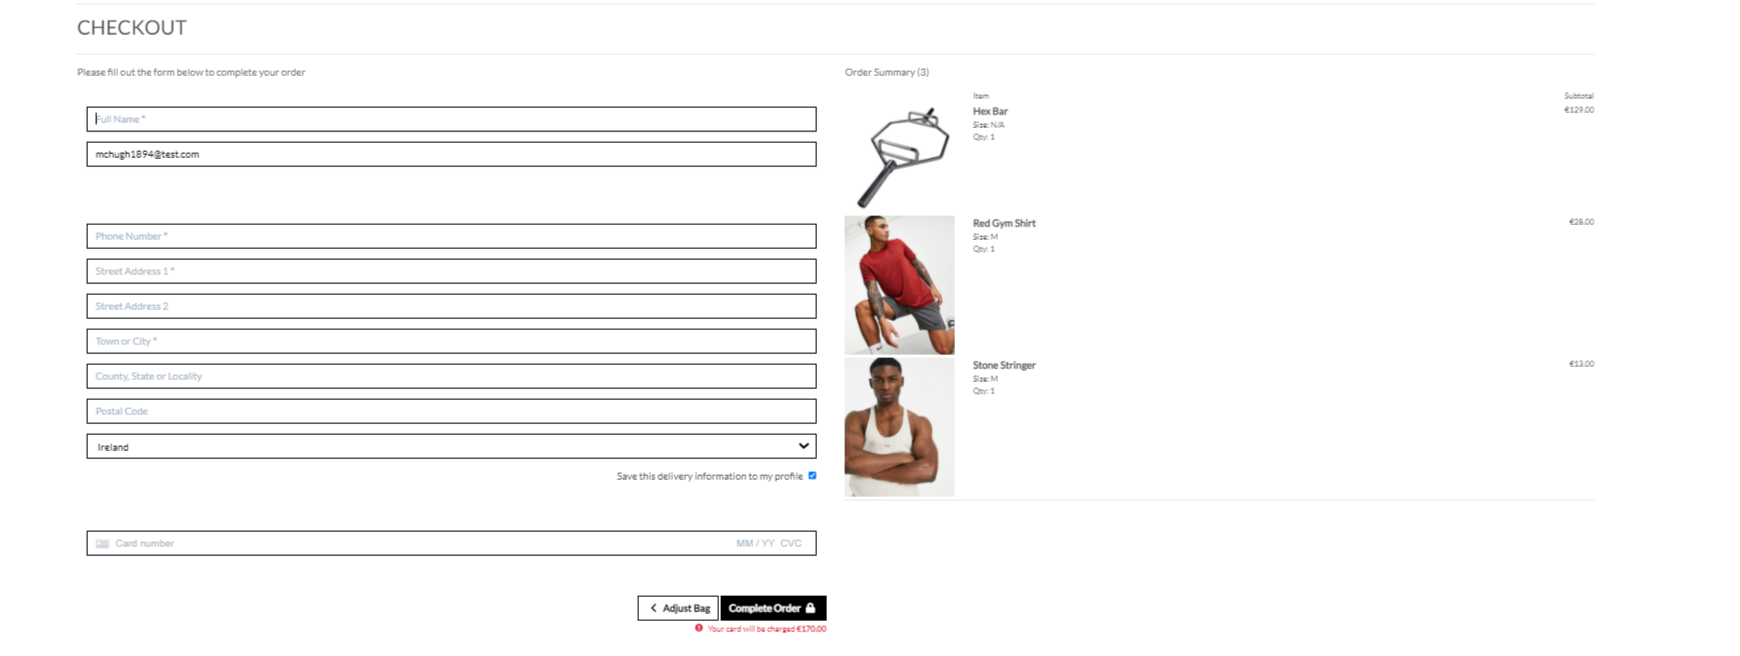 CHECKOUT
Please fill out the form below to complete your order
Full Name *
mchugh1894@test.com
Phone Number *
Street Address 1 *
Street Address 2
Town or City *
County, State or Locality
Postal Code
Ireland
Save this delivery information to my profile
Card number MM / YY CVC
Adjust Bag Complete Order
Your card will be charged €170.00
Order Summary (3)
Item Subtotal
Hex Bar €129.00
Size: N/A
Qty: 1
Red Gym Shirt €28.00
Size: M
Qty: 1
Stone Stringer €13.00
Size: M
Qty: 1